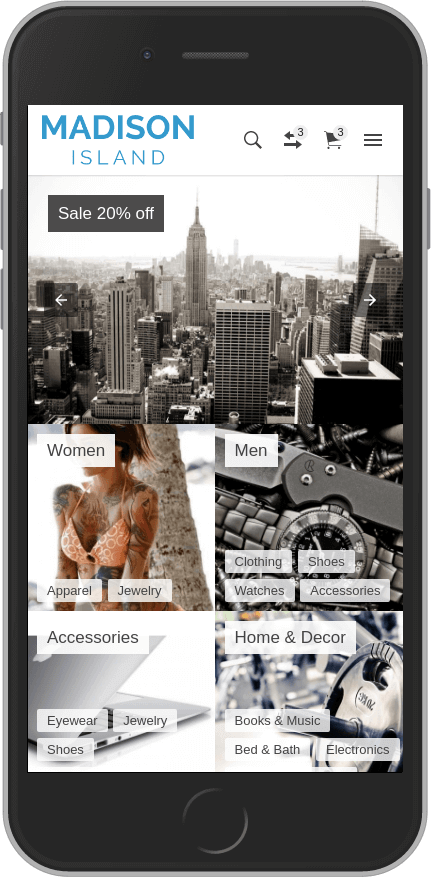 MADISON
ISLAND
3
3
Sale 20% off
Women
Apparel
Jewelry
Men
Clothing
Shoes
Watches
Accessories
Accessories
Eyewear
Jewelry
Shoes
Home & Decor
Books & Music
Bed & Bath
Electronics